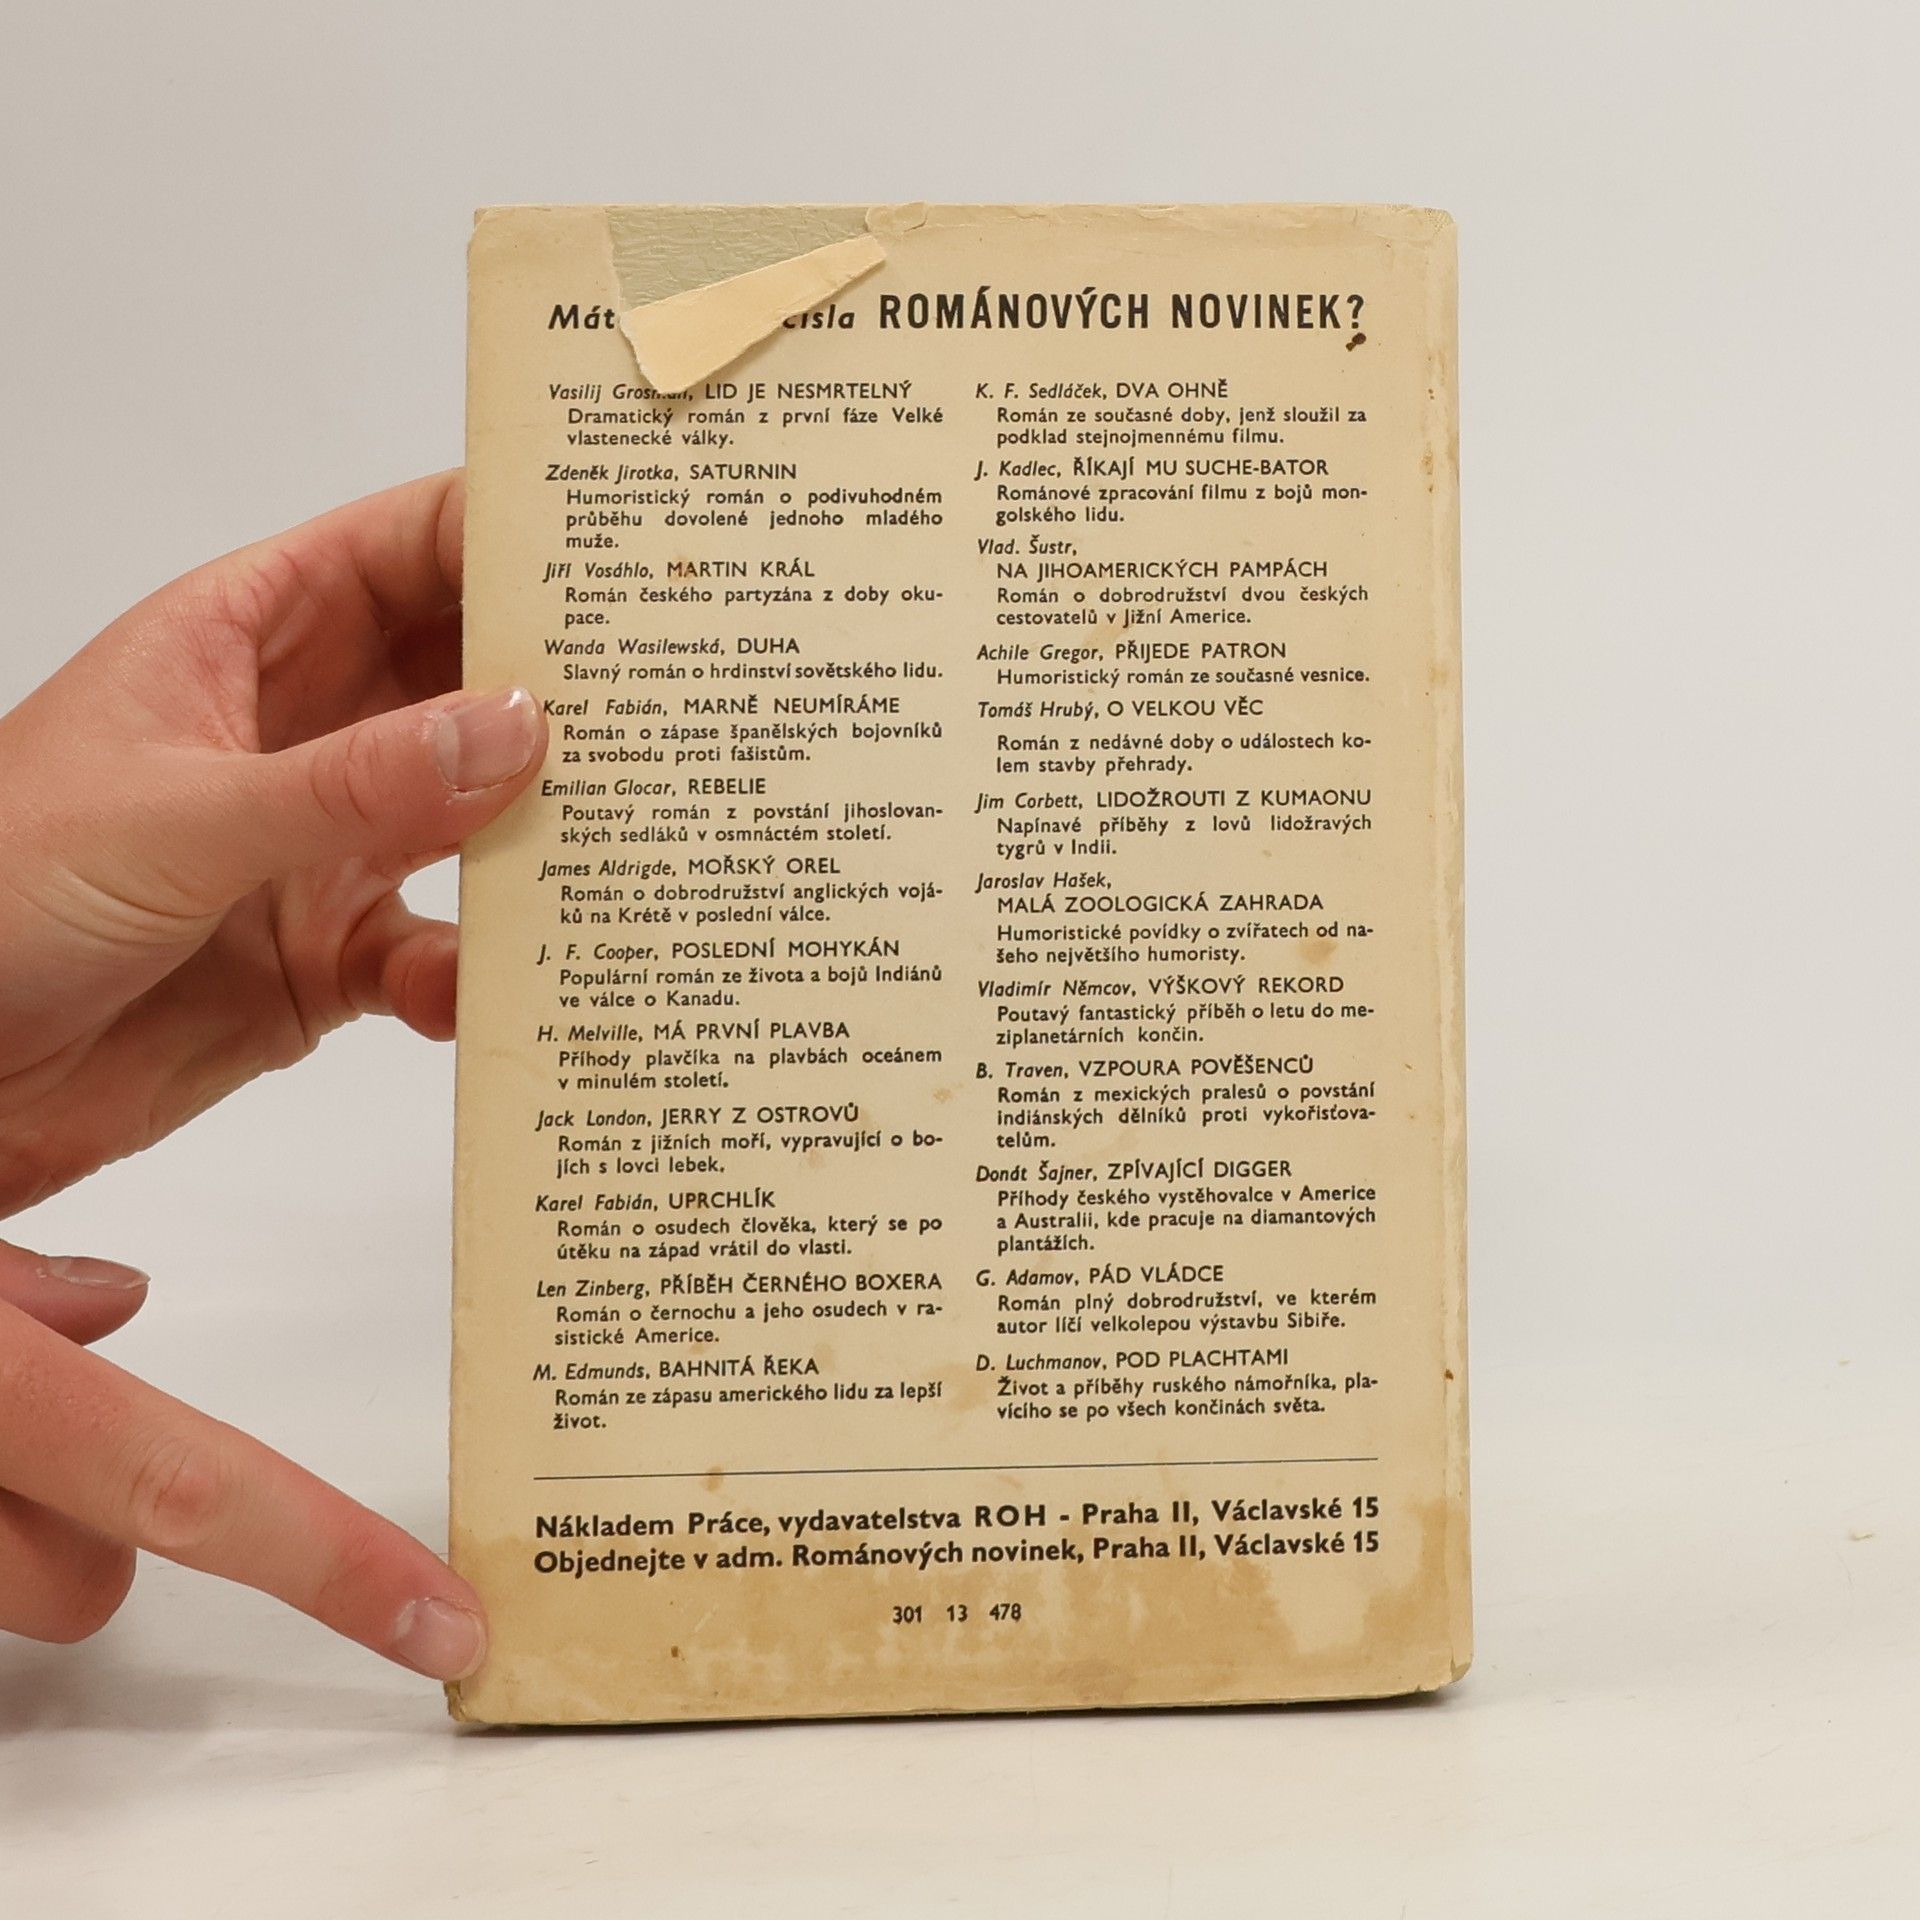 Mát čísla ROMÁNOVÝCH NOVINEK?
Vasilij Grosman, LID JE NESMRTELNÝ
Dramatický román z první fáze Velké
vlastenecké války.
Zdeněk Jirotka, SATURNIN
Humoristický román o podivuhodném
průběhu dovolené jednoho mladého
muže.
Jiří Vosáhlo, MARTIN KRÁL
Román českého partyzána z doby oku-
pace.
Wanda Wasilewská, DUHA
Slavný román o hrdinství sovětského lidu.
Karel Fabián, MARNĚ NEUMÍRÁME
Román o zápase španělských bojovníků
za svobodu proti fašistům.
Emilian Glocar, REBELIE
Poutavý román z povstání jihoslovan-
ských sedláků v osmnáctém století.
James Aldrigde, MOŘSKÝ OREL
Román o dobrodružství anglických vojá-
ků na Krétě v poslední válce.
J. F. Cooper, POSLEDNÍ MOHYKÁN
Populární román ze života a bojů Indiánů
ve válce o Kanadu.
H. Melville, MÁ PRVNÍ PLAVBA
Příhody plavčíka na plavbách oceánem
v minulém století.
Jack London, JERRY Z OSTROVŮ
Román z jižních moří, vypravující o bo-
jích s lovci lebek.
Karel Fabián, UPRCHLÍK
Román o osudech člověka, který se po
útěku na západ vrátil do vlasti.
Len Zinberg, PŘÍBĚH ČERNÉHO BOXERA
Román o černochu a jeho osudech v ra-
sistické Americe.
M. Edmunds, BAHNITÁ ŘEKA
Román ze zápasu amerického lidu za lepší
život.
K. F. Sedláček, DVA OHNĚ
Román ze současné doby, jenž sloužil za
podklad stejnojmennému filmu.
J. Kadlec, ŘÍKAJÍ MU SUCHE-BATOR
Románové zpracování filmu z bojů mon-
golského lidu.
Vlad. Šustr,
NA JIHOAMERICKÝCH PAMPÁCH
Román o dobrodružství dvou českých
cestovatelů v Jižní Americe.
Achile Gregor, PŘIJEDE PATRON
Humoristický román ze současné vesnice.
Tomáš Hrubý, O VELKOU VĚC
Román z nedávné doby o událostech ko-
lem stavby přehrady.
Jim Corbett, LIDOŽROUTI Z KUMAONU
Napínavé příběhy z lovů lidožravých
tygrů v Indii.
Jaroslav Hašek,
MALÁ ZOOLOGICKÁ ZAHRADA
Humoristické povídky o zvířatech od na-
šeho největšího humoristy.
Vladimír Němcov, VÝŠKOVÝ REKORD
Poutavý fantastický příběh o letu do me-
ziplanetárních končin.
B. Traven, VZPOURA POVĚŠENCŮ
Román z mexických pralesů o povstání
indiánských dělníků proti vykořisťova-
telům.
Donát Šajner, ZPÍVAJÍCÍ DIGGER
Příhody českého vystěhovalce v Americe
a Australii, kde pracuje na diamantových
plantážích.
G. Adamov, PÁD VLÁDCE
Román plný dobrodružství, ve kterém
autor líčí velkolepou výstavbu Sibiře.
D. Luchmanov, POD PLACHTAMI
Život a příběhy ruského námořníka, pla-
vícího se po všech končinách světa.
Nákladem Práce, vydavatelstva ROH - Praha II, Václavské 15
Objednejte v adm. Románových novinek, Praha II, Václavské 15
301 13 478